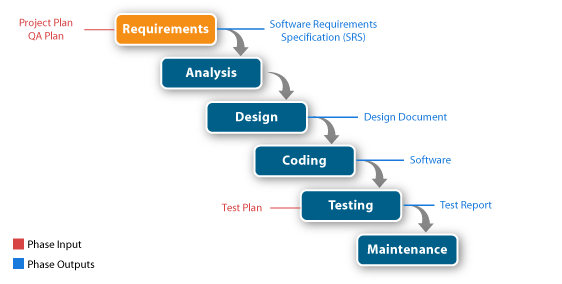 Project Plan
QA Plan
Requirements
Software Requirements
Specification (SRS)
Analysis
Design
Design Document
Coding
Software
Test Plan
Testing
Test Report
Maintenance
Phase Input
Phase Outputs